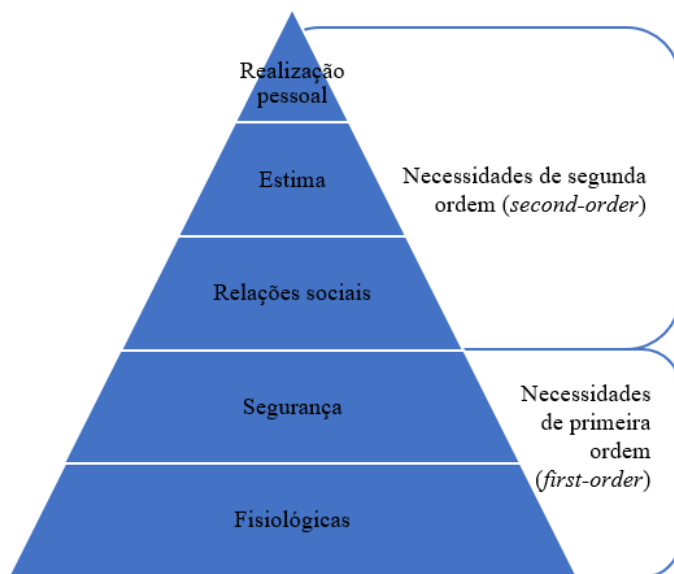 Realização
pessoal
Estima
Necessidades de segunda
ordem (second-order)
Relações sociais
Segurança
Necessidades
de primeira
ordem
(first-order)
Fisiológicas